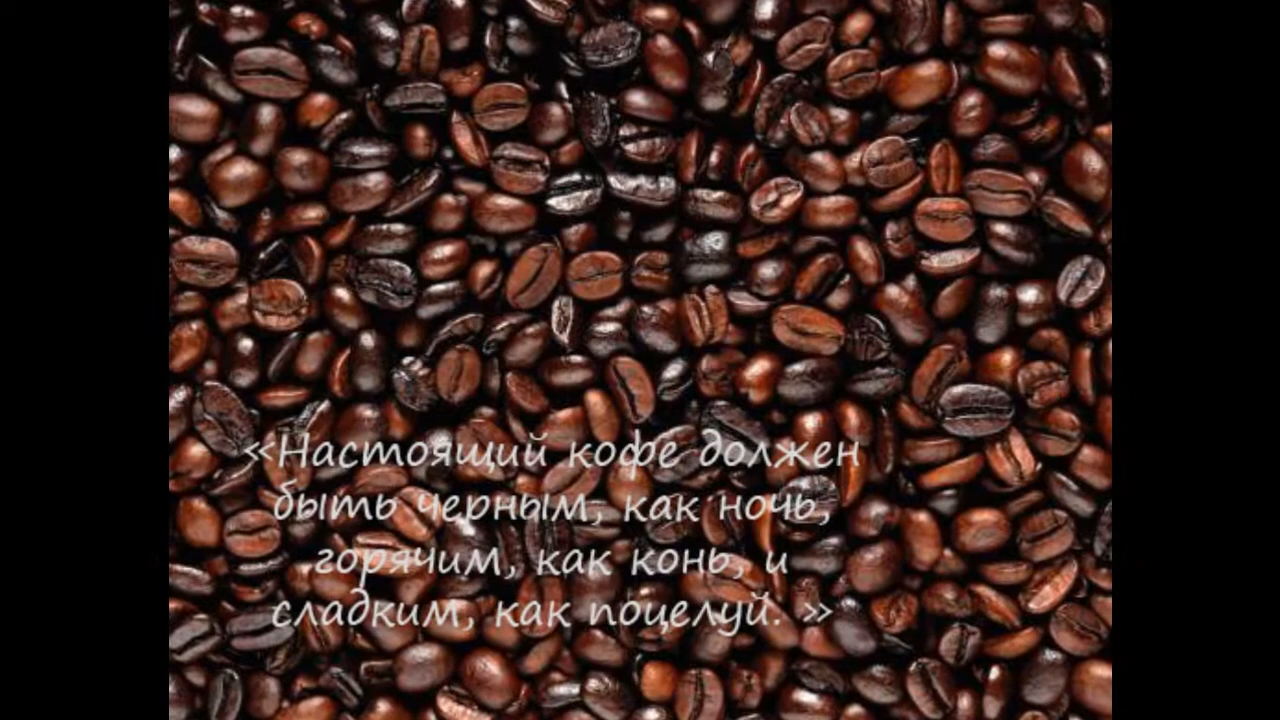 «Настоящий кофе должен
быть черным, как ночь,
горячим, как конь, и
сладким, как поцелуй. »